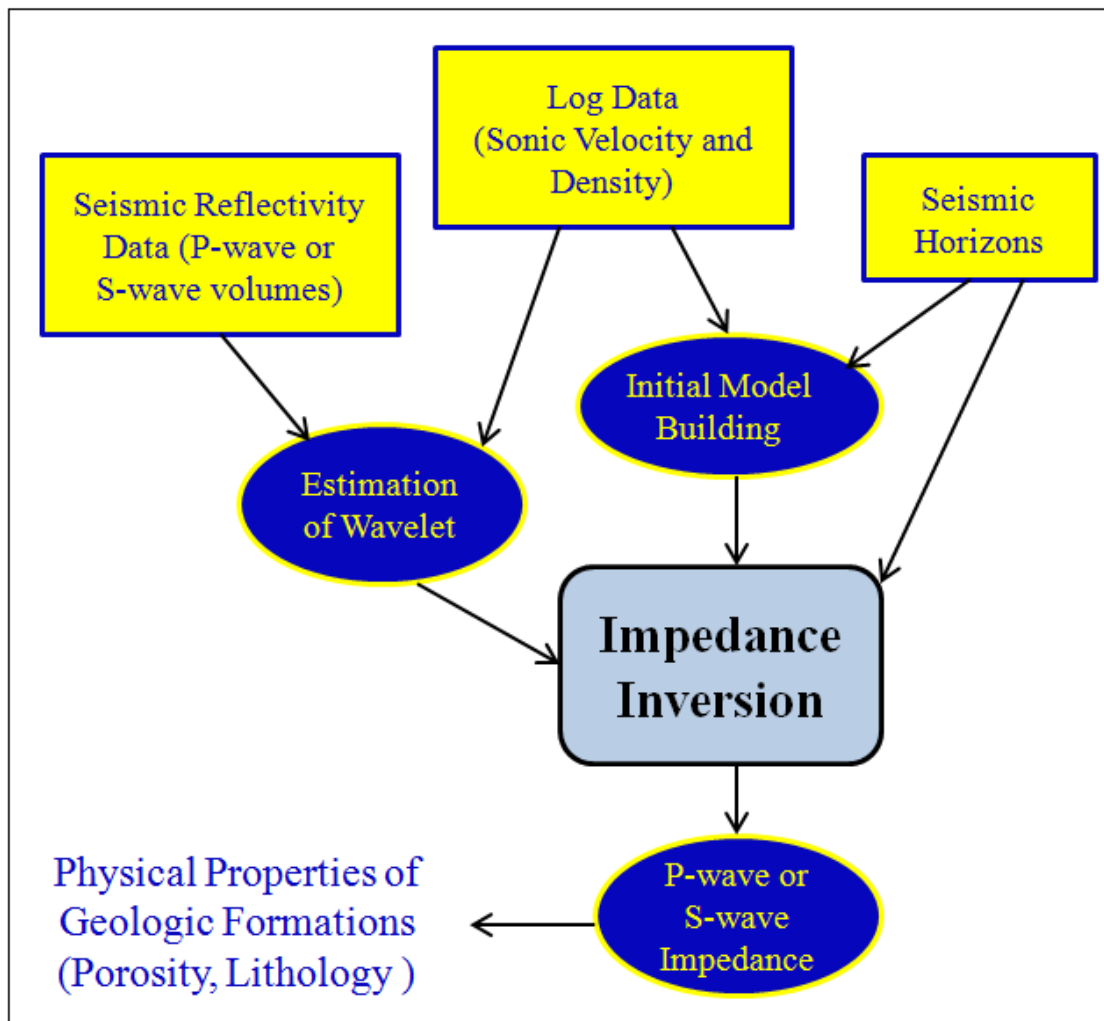 Log Data
(Sonic Velocity and
Density)
Seismic Reflectivity
Data (P-wave or
S-wave volumes)
Seismic
Horizons
Initial Model
Building
Estimation
of Wavelet
Impedance
Inversion
P-wave or
S-wave
Impedance
Physical Properties of
Geologic Formations
(Porosity, Lithology )